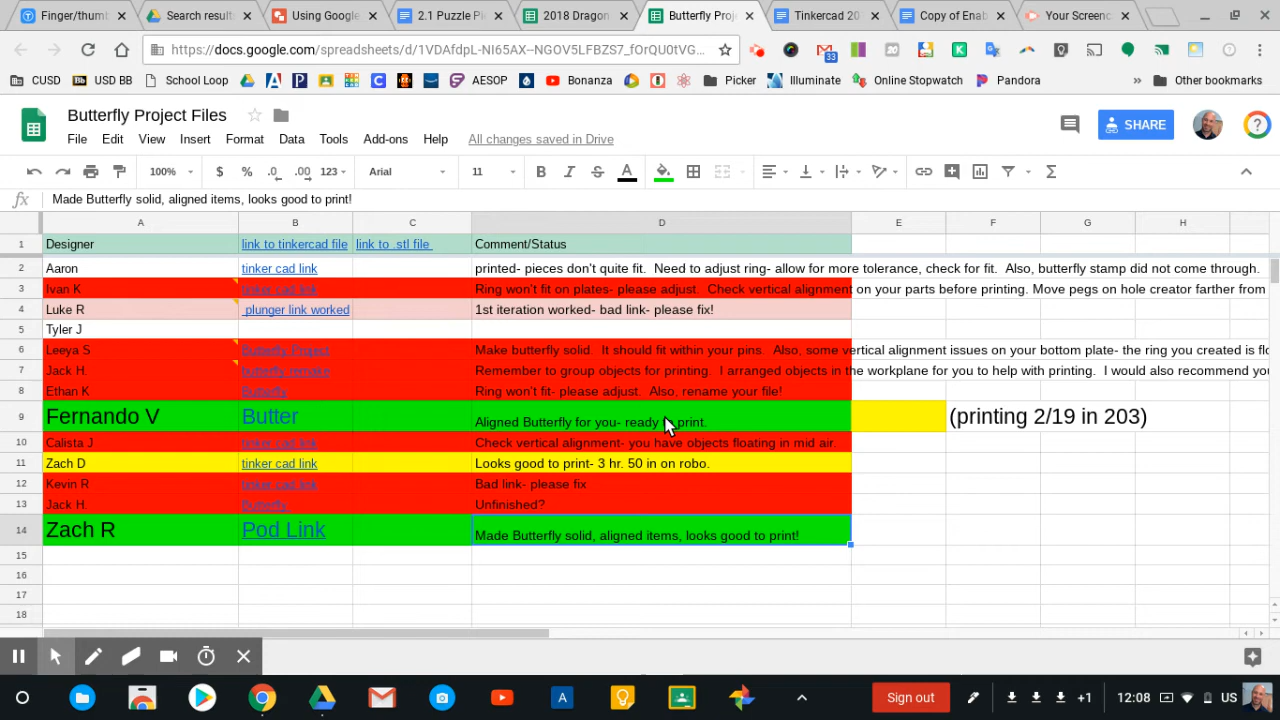 Finger/thumt
Search result
Using Google
2.1 Puzzle Pl
2018 Dragon
Butterfly Proj
Tinkercad 20
Copy of Enab
Your Screenc
https://docs.google.com/spreadsheets/d/1VDAfdpL-NI65AX--NGOV5LFBZS7_fOrQU0tVG...
33
CUSD
USD BB
School Loop
AESOP
Bonanza
Picker
Illuminate
Online Stopwatch
Pandora
» Other bookmarks
Butterfly Project Files
File Edit View Insert Format Data Tools Add-ons Help All changes saved in Drive
SHARE
100% $ % .0 .00 123 Arial 11
fx Made Butterfly solid, aligned items, looks good to print!
A B C D E F G H
1 Designer link to tinkercad file link to .stl file Comment/Status
2 Aaron tinker cad link printed- pieces don't quite fit. Need to adjust ring- allow for more tolerance, check for fit. Also, butterfly stamp did not come through.
3 Ivan K tinker cad link Ring won't fit on plates- please adjust. Check vertical alignment on your parts before printing. Move pegs on hole creator farther from
4 Luke R plunger link worked 1st iteration worked- bad link- please fix!
5 Tyler J
6 Leeya S Butterfly Project Make butterfly solid. It should fit within your pins. Also, some vertical alignment issues on your bottom plate- the ring you created is flo
7 Jack H. butterfly remake Remember to group objects for printing. I arranged objects in the workplane for you to help with printing. I would also recommend you
8 Ethan K Butterfly Ring won't fit- please adjust. Also, rename your file!
9 Fernando V Butter Aligned Butterfly for you- ready to print. (printing 2/19 in 203)
10 Calista J tinker cad link Check vertical alignment- you have objects floating in mid air.
11 Zach D tinker cad link Looks good to print- 3 hr. 50 in on robo.
12 Kevin R tinker cad link Bad link- please fix
13 Jack H. Butterfly Unfinished?
14 Zach R Pod Link Made Butterfly solid, aligned items, looks good to print!
15
16
17
18
Sign out +1 12:08 US